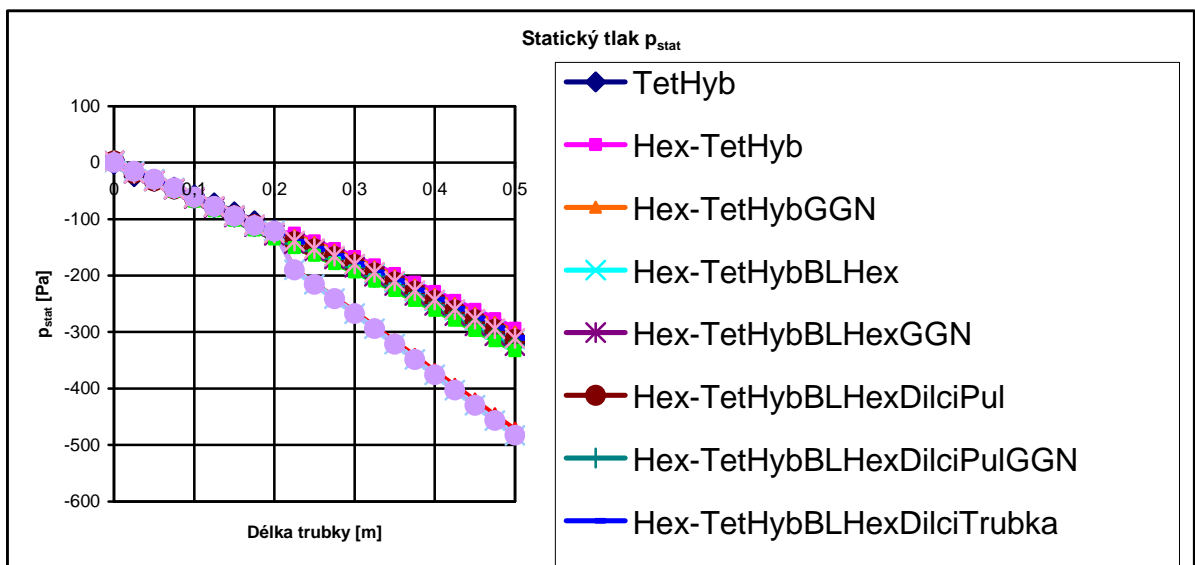 Statický tlak pstat
TetHyb
Hex-TetHyb
Hex-TetHybGGN
Hex-TetHybBLHex
Hex-TetHybBLHexGGN
Hex-TetHybBLHexDilciPul
Hex-TetHybBLHexDilciPulGGN
Hex-TetHybBLHexDilciTrubka
100
0
-100
-200
-300
-400
-500
-600
0 0,1 0,2 0,3 0,4 0,5
pstat [Pa]
Délka trubky [m]